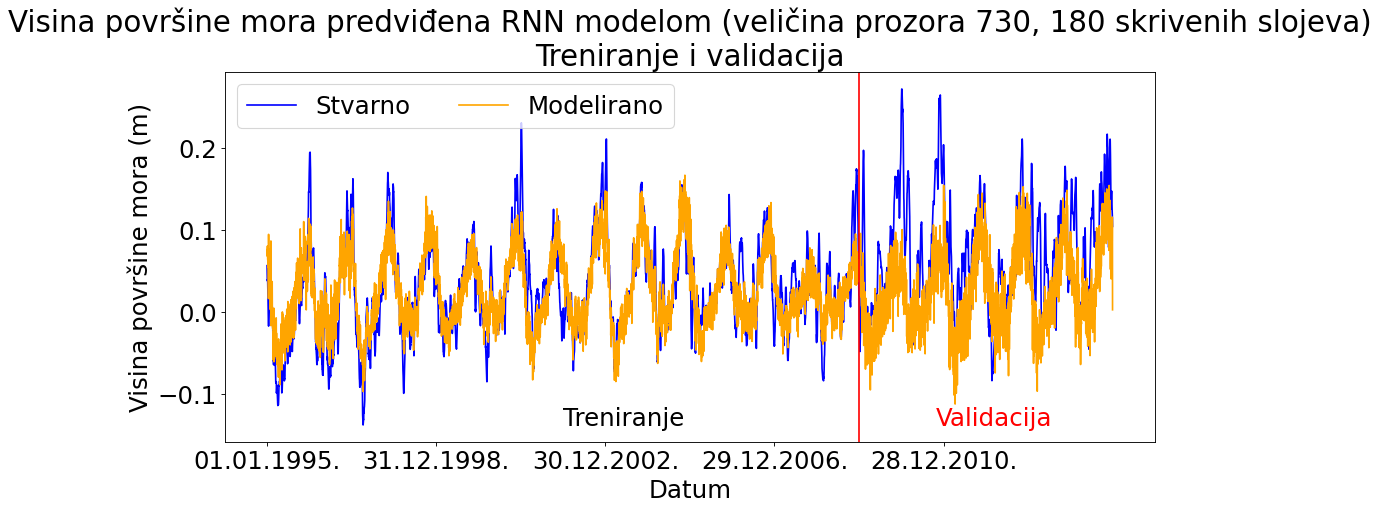 Visina površine mora predviđena RNN modelom (veličina prozora 730, 180 skrivenih slojeva)
Treniranje i validacija
Stvarno
Modelirano
Visina površine mora (m)
0.2
0.1
0.0
−0.1
Treniranje
Validacija
01.01.1995.
31.12.1998.
30.12.2002.
29.12.2006.
28.12.2010.
Datum